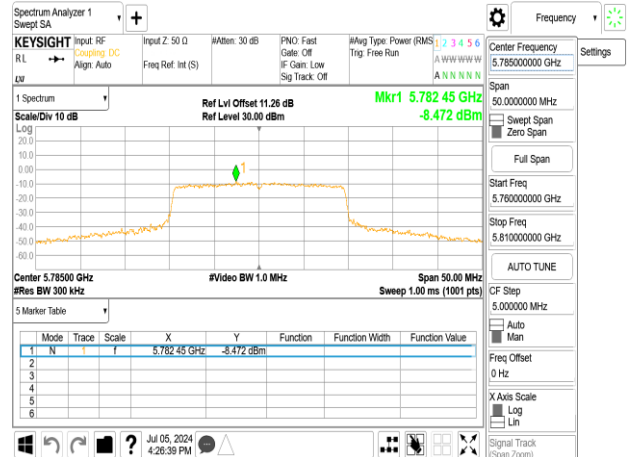 Spectrum Analyzer 1
Swept SA
Frequency
KEYSIGHT
Input: RF
Input Z: 50 Ω
#Atten: 30 dB
PNO: Fast
#Avg Type: Power (RMS
1 2 3 4 5 6
RL
Coupling: DC
Gate: Off
Trig: Free Run
A W W W W W
Align: Auto
Freq Ref: Int (S)
IF Gain: Low
Sig Track: Off
A N N N N N
LXI
Center Frequency
5.785000000 GHz
Settings
1 Spectrum
Ref Lvl Offset 11.26 dB
Mkr1 5.782 45 GHz
Scale/Div 10 dB
Ref Level 30.00 dBm
-8.472 dBm
Span
50.0000000 MHz
Swept Span
Zero Span
Full Span
Log
20.0
10.0
0.00
-10.0
-20.0
-30.0
-40.0
-50.0
-60.0
1
Start Freq
5.760000000 GHz
Stop Freq
5.810000000 GHz
AUTO TUNE
Center 5.78500 GHz
#Video BW 1.0 MHz
Span 50.00 MHz
#Res BW 300 kHz
Sweep 1.00 ms (1001 pts)
CF Step
5.000000 MHz
Auto
Man
Freq Offset
0 Hz
X Axis Scale
Log
Lin
Signal Track
(Span Zoom)
5 Marker Table
Mode Trace Scale X Y Function Function Width Function Value
1 N 1 f 5.782 45 GHz -8.472 dBm
2
3
4
5
6
?
Jul 05, 2024
4:26:39 PM